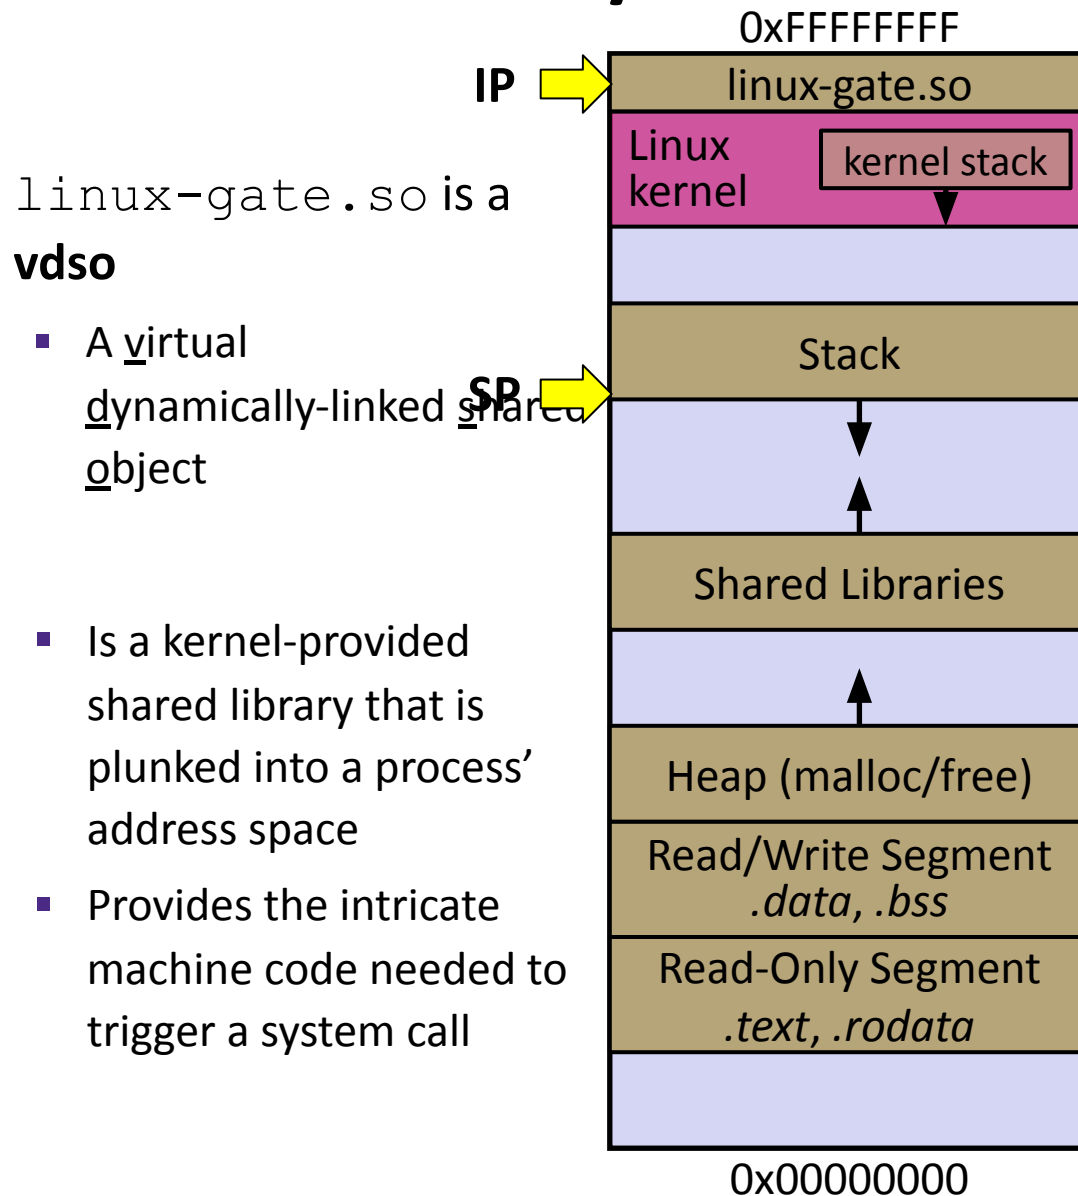 linux-gate.so is a
vdso
▪ A virtual
dynamically-linked shared
object
▪ Is a kernel-provided
shared library that is
plunked into a process’
address space
▪ Provides the intricate
machine code needed to
trigger a system call
0xFFFFFFFF
IP
linux-gate.so
Linux
kernel
kernel stack
Stack
SP
Shared Libraries
Heap (malloc/free)
Read/Write Segment
.data, .bss
Read-Only Segment
.text, .rodata
0x00000000